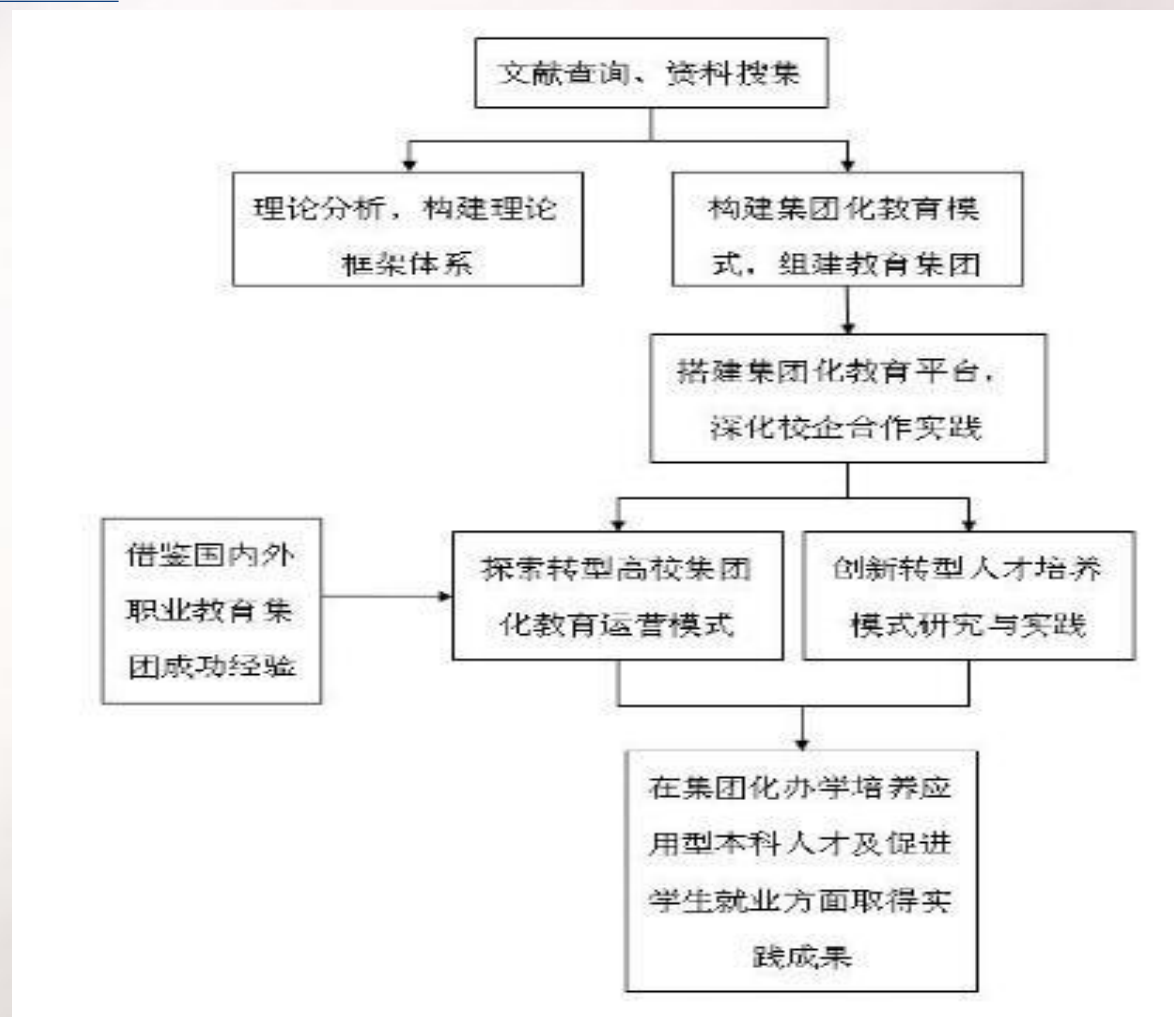 文献查询、资料搜集
理论分析，构建理论
框架体系
构建集团化教育模
式，组建教育集团
搭建集团化教育平台，
深化校企合作实践
借鉴国内外
职业教育集
团成功经验
探索转型高校集团
化教育运营模式
创新转型人才培养
模式研究与实践
在集团化办学培养应
用型本科人才及促进
学生就业方面取得实
践成果